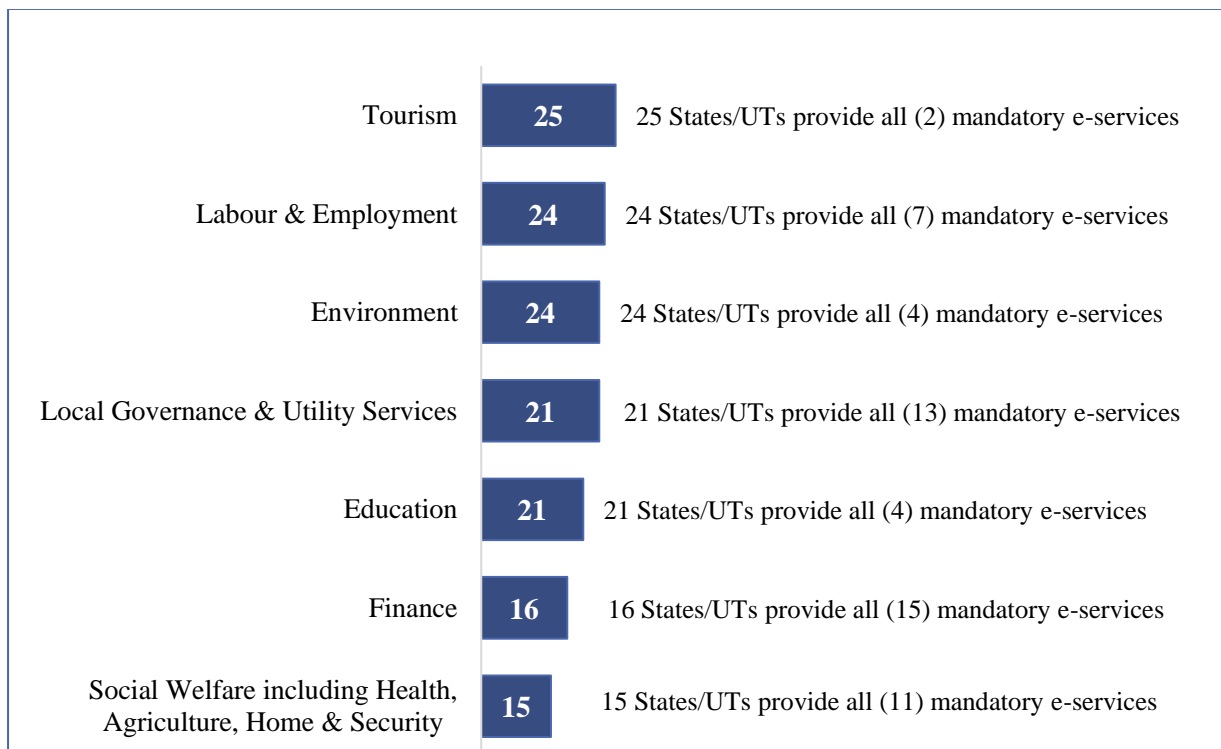 Tourism
25
25 States/UTs provide all (2) mandatory e-services
Labour & Employment
24
24 States/UTs provide all (7) mandatory e-services
Environment
24
24 States/UTs provide all (4) mandatory e-services
Local Governance & Utility Services
21
21 States/UTs provide all (13) mandatory e-services
Education
21
21 States/UTs provide all (4) mandatory e-services
Finance
16
16 States/UTs provide all (15) mandatory e-services
Social Welfare including Health,
Agriculture, Home & Security
15
15 States/UTs provide all (11) mandatory e-services